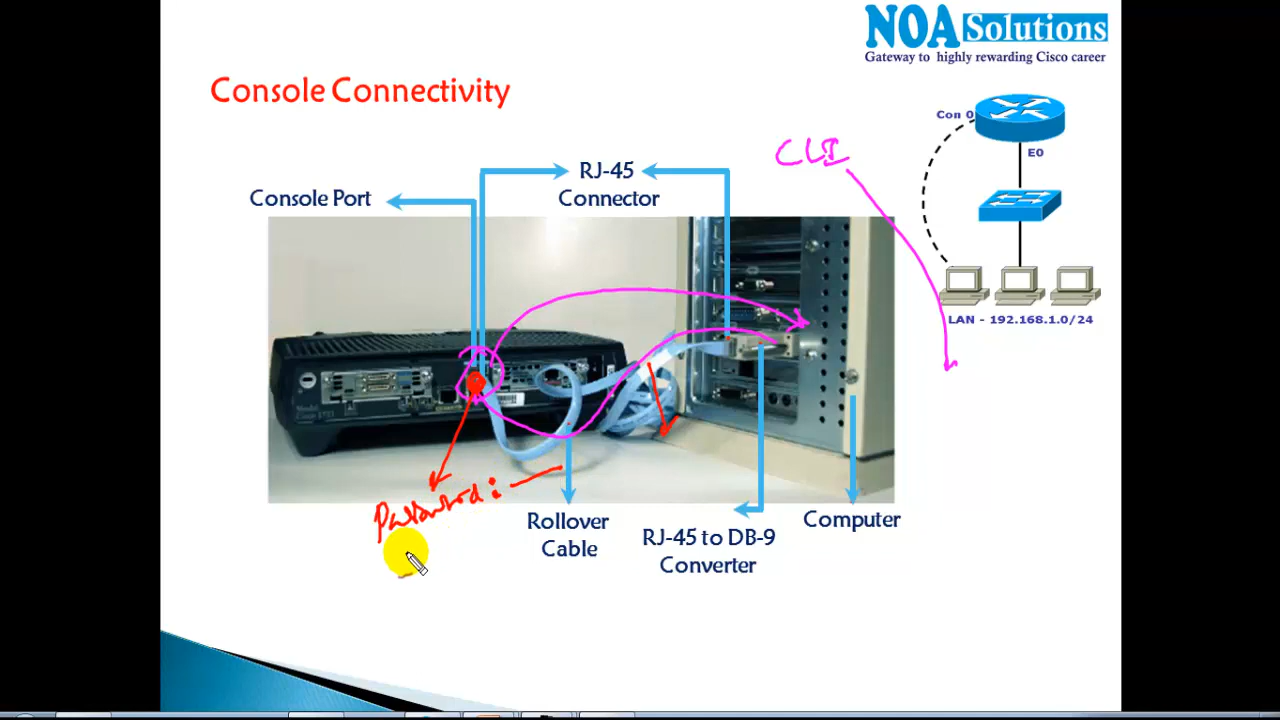 NOA Solutions
Gateway to highly rewarding Cisco career
Console Connectivity
Con 0
CLI
E0
RJ-45
Connector
Console Port
LAN - 192.168.1.0/24
Password:
Rollover
Cable
RJ-45 to DB-9
Converter
Computer